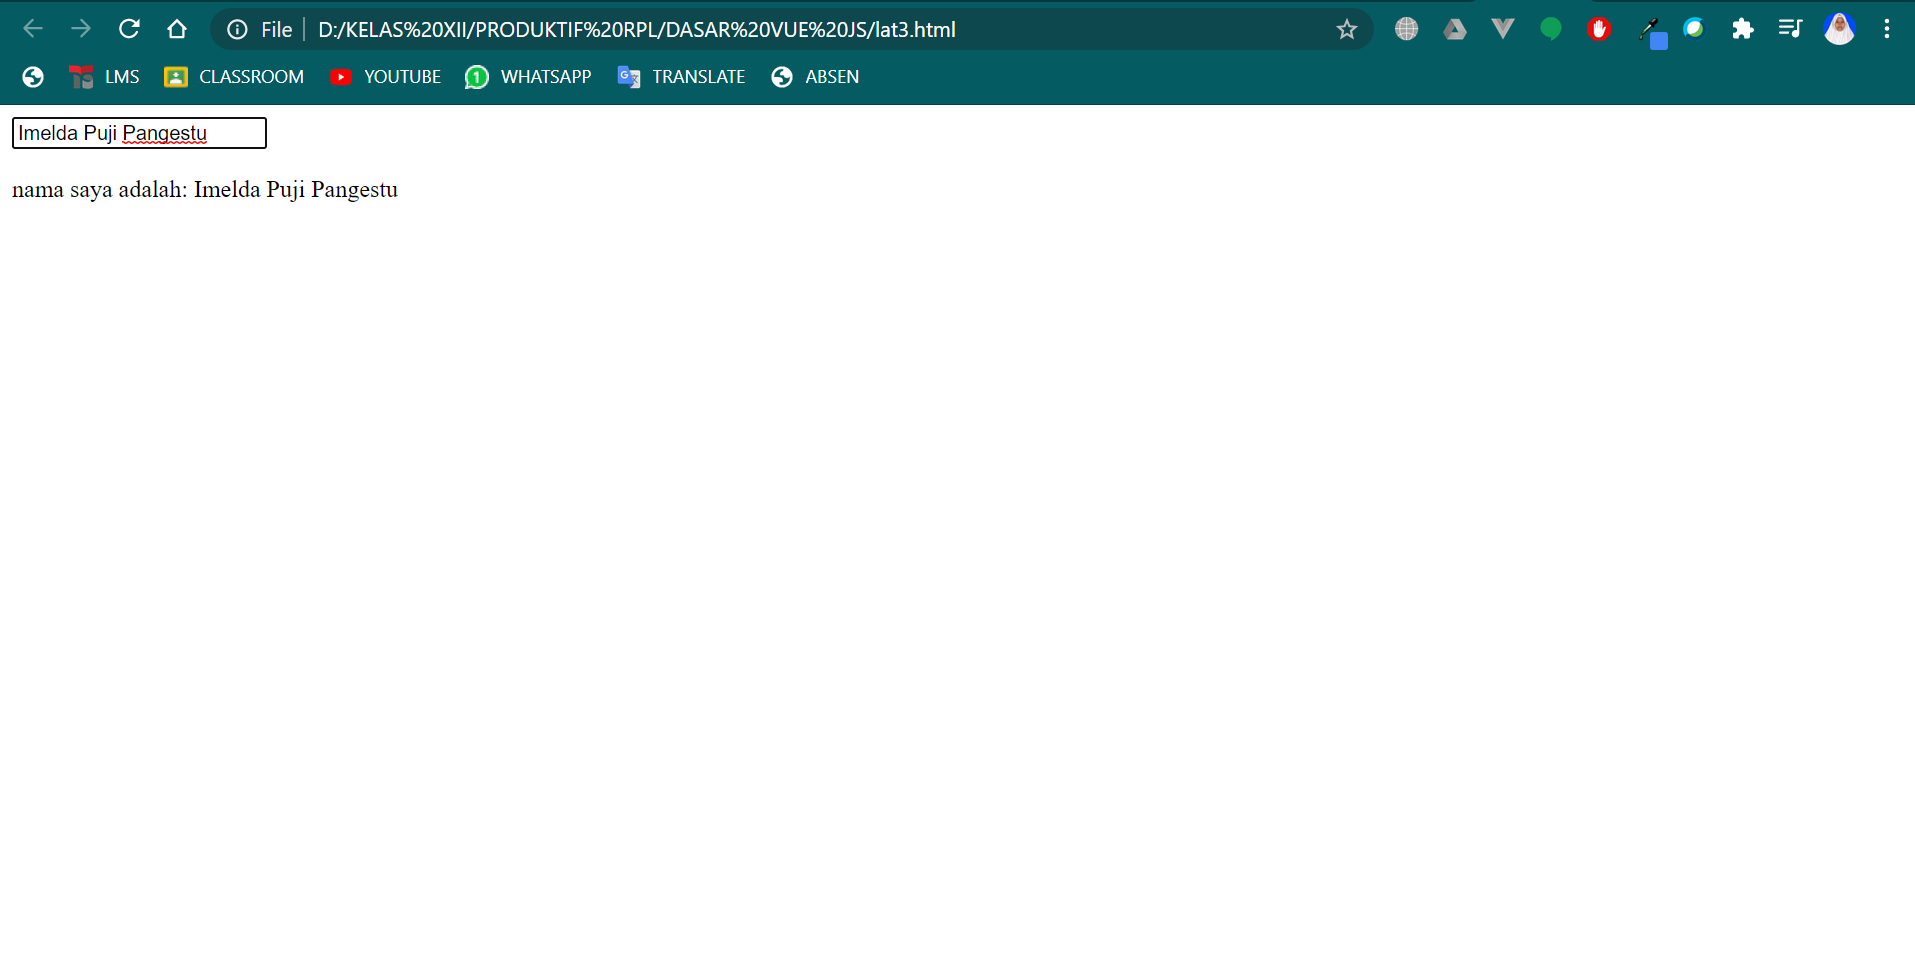 File D:/KELAS%20XII/PRODUKTIF%20RPL/DASAR%20VUE%20JS/lat3.html
LMS CLASSROOM YOUTUBE 1 WHATSAPP G TRANSLATE ABSEN
Imelda Puji Pangestu
nama saya adalah: Imelda Puji Pangestu